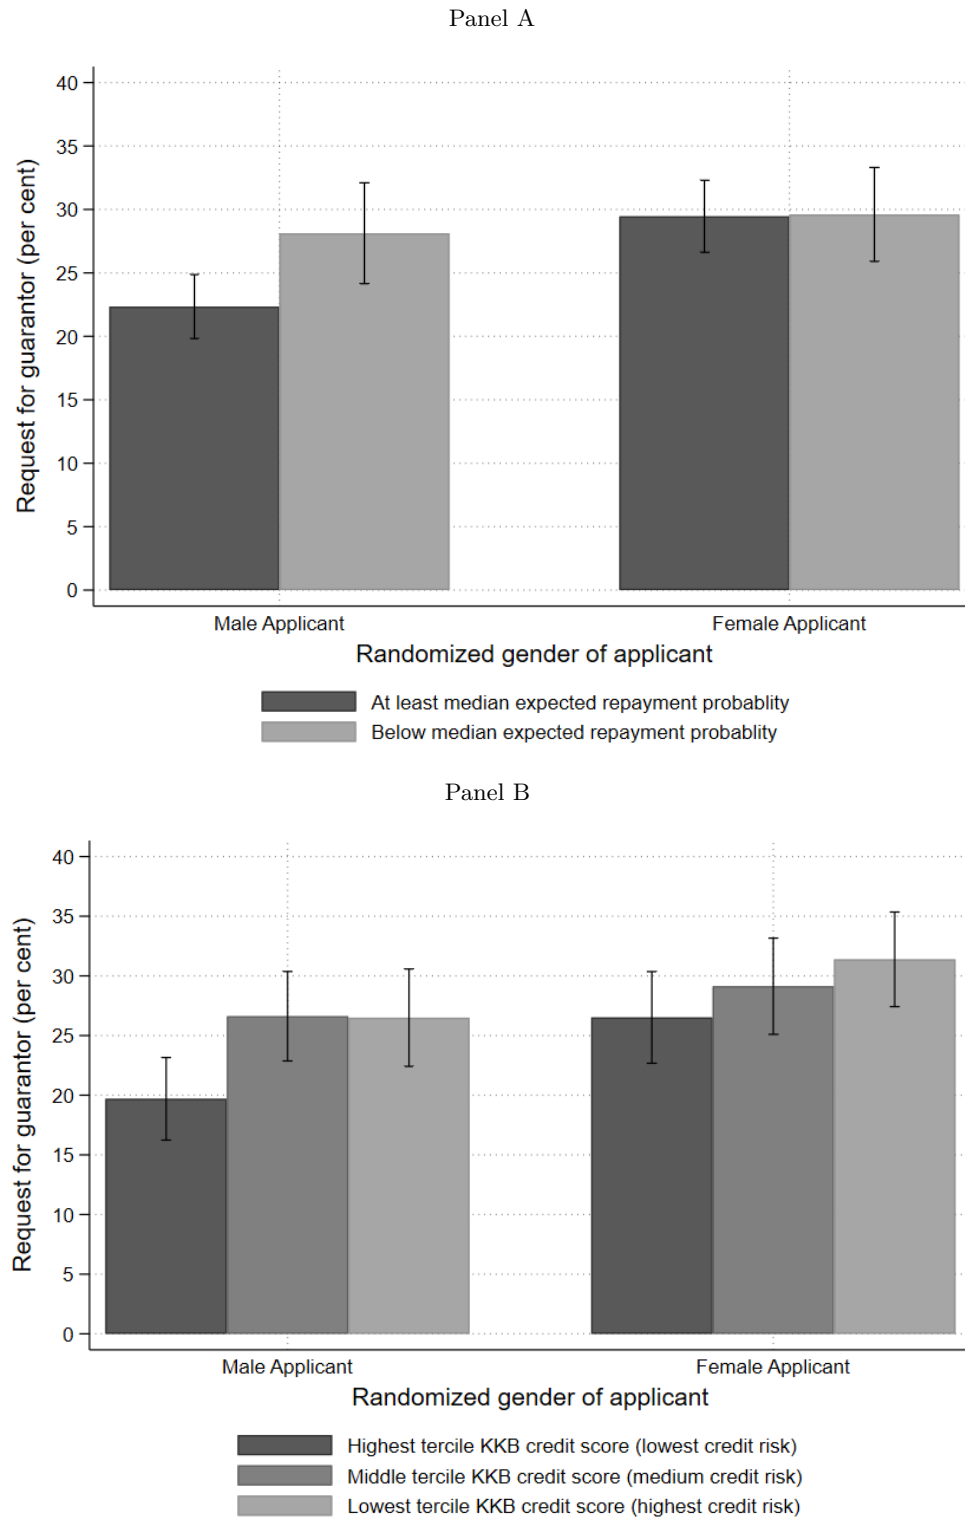 Panel A
40
35
30
25
20
15
10
5
0
Request for guarantor (per cent)
Male Applicant
Female Applicant
Randomized gender of applicant
At least median expected repayment probablity
Below median expected repayment probablity
Panel B
40
35
30
25
20
15
10
5
0
Request for guarantor (per cent)
Male Applicant
Female Applicant
Randomized gender of applicant
Highest tercile KKB credit score (lowest credit risk)
Middle tercile KKB credit score (medium credit risk)
Lowest tercile KKB credit score (highest credit risk)